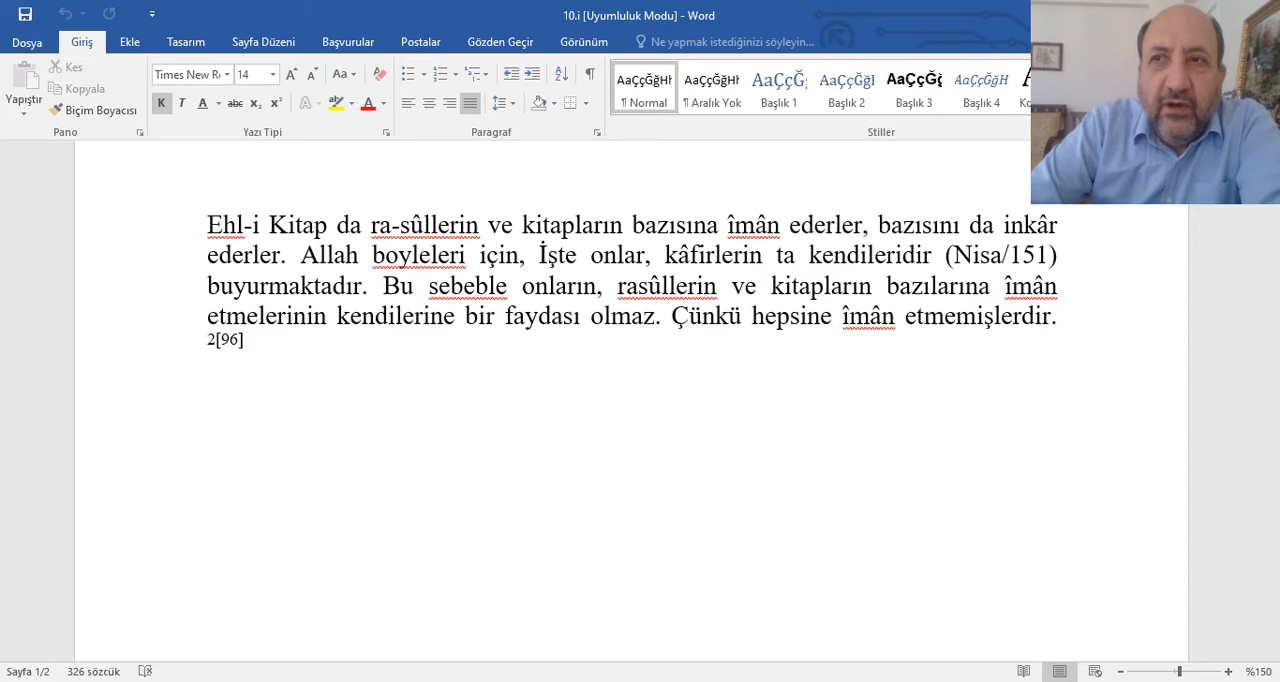 10.i [Uyumluluk Modu] - Word
Dosya Giriş Ekle Tasarım Sayfa Düzeni Başvurular Postalar Gözden Geçir Görünüm Ne yapmak istediğinizi söyleyin...
Yapıştır
Kes
Kopyala
Biçim Boyacısı
Pano
Times New R 14 Aa
K T A abc x₂ x² A ab A
Yazı Tipi
Paragraf
AaÇçĞğHł AaÇçĞğHł AaÇçĞ AaÇçĞğI AaÇçĞğ AaÇçĞğH
¶ Normal ¶ Aralık Yok Başlık 1 Başlık 2 Başlık 3 Başlık 4
Stiller
Ehl-i Kitap da ra-sûllerin ve kitapların bazısına îmân ederler, bazısını da inkâr
ederler. Allah boyleleri için, İşte onlar, kâfirlerin ta kendileridir (Nisa/151)
buyurmaktadır. Bu sebeble onların, rasûllerin ve kitapların bazılarına îmân
etmelerinin kendilerine bir faydası olmaz. Çünkü hepsine îmân etmemişlerdir.
2[96]
Sayfa 1/2 326 sözcük %150